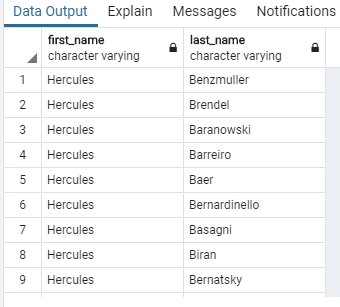 Data Output Explain Messages Notifications
first_name last_name
character varying character varying
1 Hercules Benzmuller
2 Hercules Brendel
3 Hercules Baranowski
4 Hercules Barreiro
5 Hercules Baer
6 Hercules Bernardinello
7 Hercules Basagni
8 Hercules Biran
9 Hercules Bernatsky